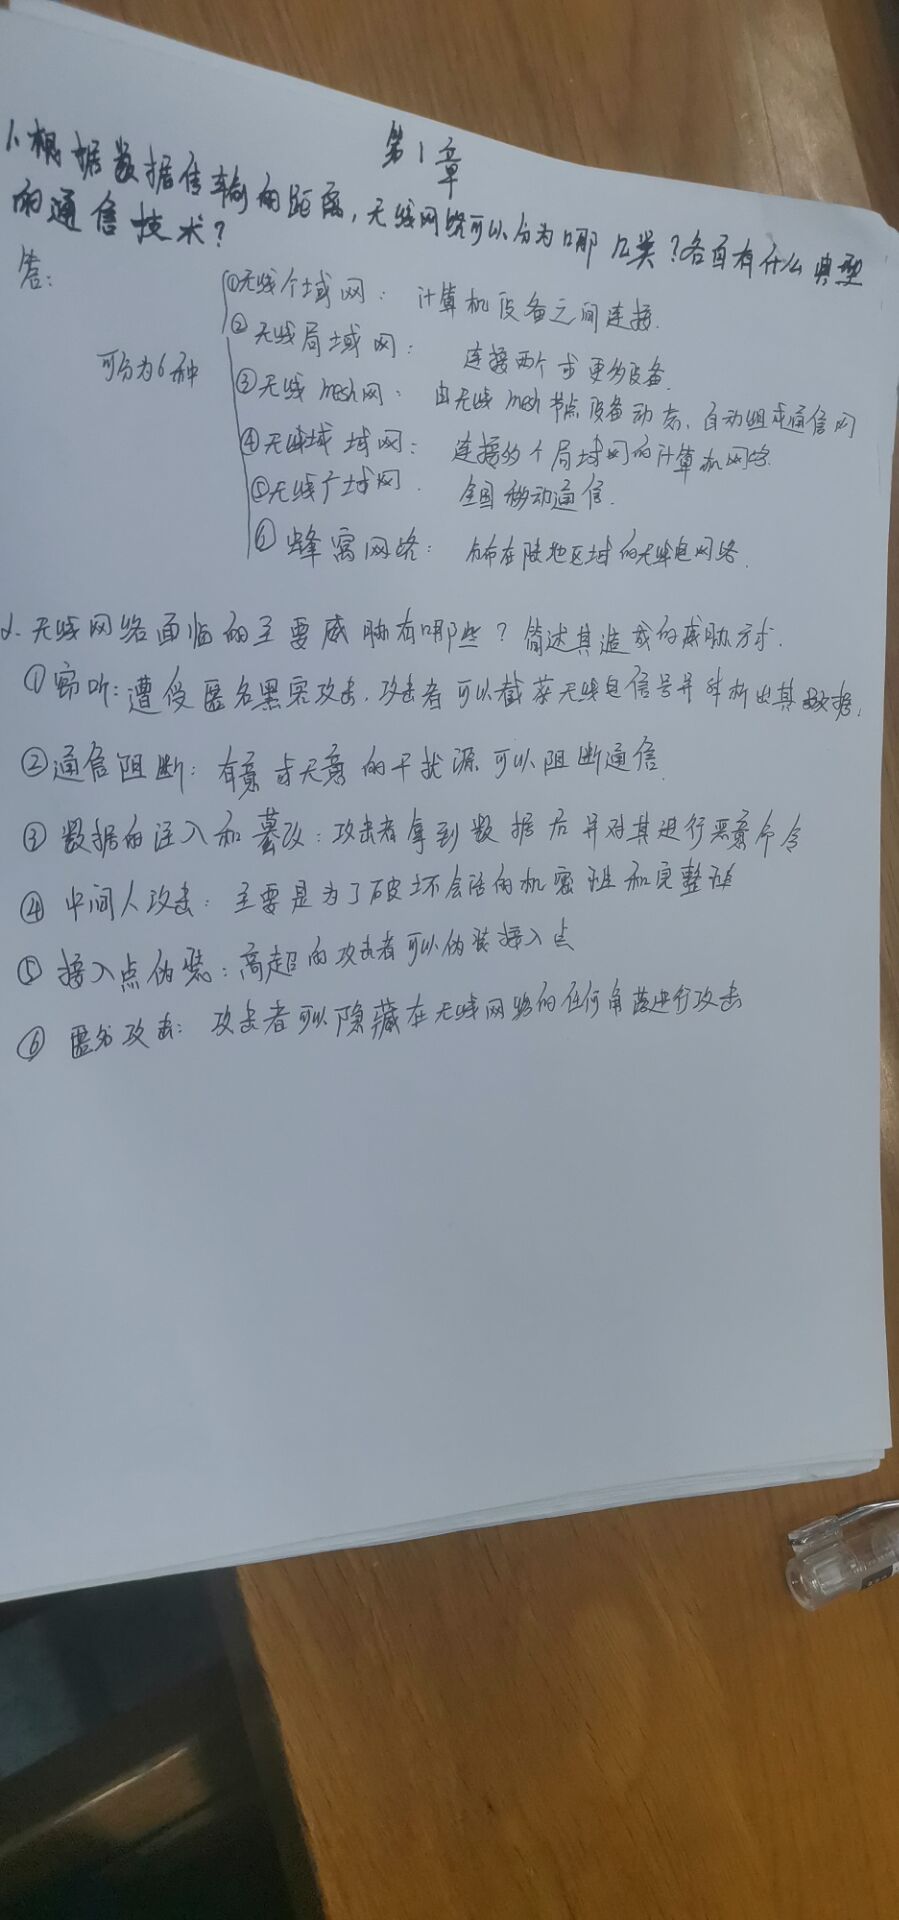 第1章
1、根据数据传输的距离，无线网络可以分为哪几类？各自有什么典型
的通信技术？
答：
可分为6种
①无线个域网： 计算机设备之间连接.
②无线局域网： 连接两个或更多设备.
③无线mesh网： 由无线mesh节点设备动态、自动组成通信网
④无线域域网： 连接的个局域网的计算机网络.
⑤无线广域网. 全国移动通信.
⑥蜂窝网络： 分布在陆地区域的无线电网络.
2. 无线网络面临的主要威胁有哪些？简述其造成的威胁方式.
①窃听：遭受匿名黑客攻击.攻击者可以截获无线电信号并解析出其数据；
②通信阻断：有意或无意的干扰源可以阻断通信.
③数据的注入和篡改：攻击者拿到数据后并对其进行恶意命令
④中间人攻击：主要是为了破坏会话的机密性和完整性
⑤接入点伪装：高超的攻击者可以伪装接入点
⑥匿名攻击：攻击者可以隐藏在无线网络的任何角落进行攻击